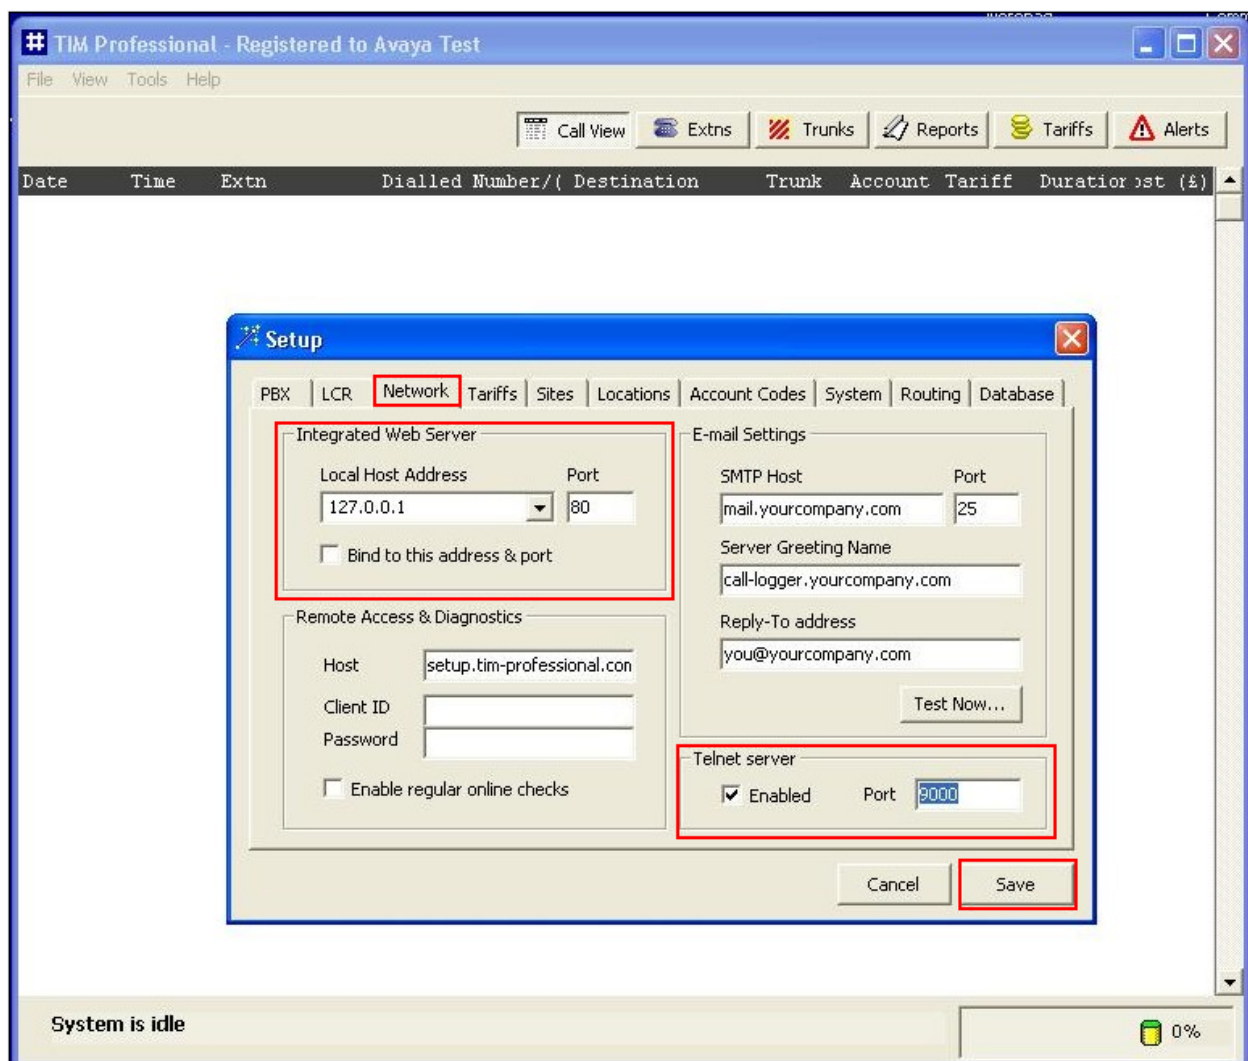 TIM Professional - Registered to Avaya Test
File View Tools Help
Call View Extns Trunks Reports Tariffs Alerts
Date Time Extn Dialled Number/( Destination Trunk Account Tariff Duration ost (£)
Setup
PBX LCR Network Tariffs Sites Locations Account Codes System Routing Database
Integrated Web Server
Local Host Address Port
127.0.0.1 80
Bind to this address & port
Remote Access & Diagnostics
Host setup.tim-professional.con
Client ID
Password
Enable regular online checks
E-mail Settings
SMTP Host Port
mail.yourcompany.com 25
Server Greeting Name
call-logger.yourcompany.com
Reply-To address
you@yourcompany.com
Test Now...
Telnet server
Enabled Port 9000
Cancel Save
System is idle
0%